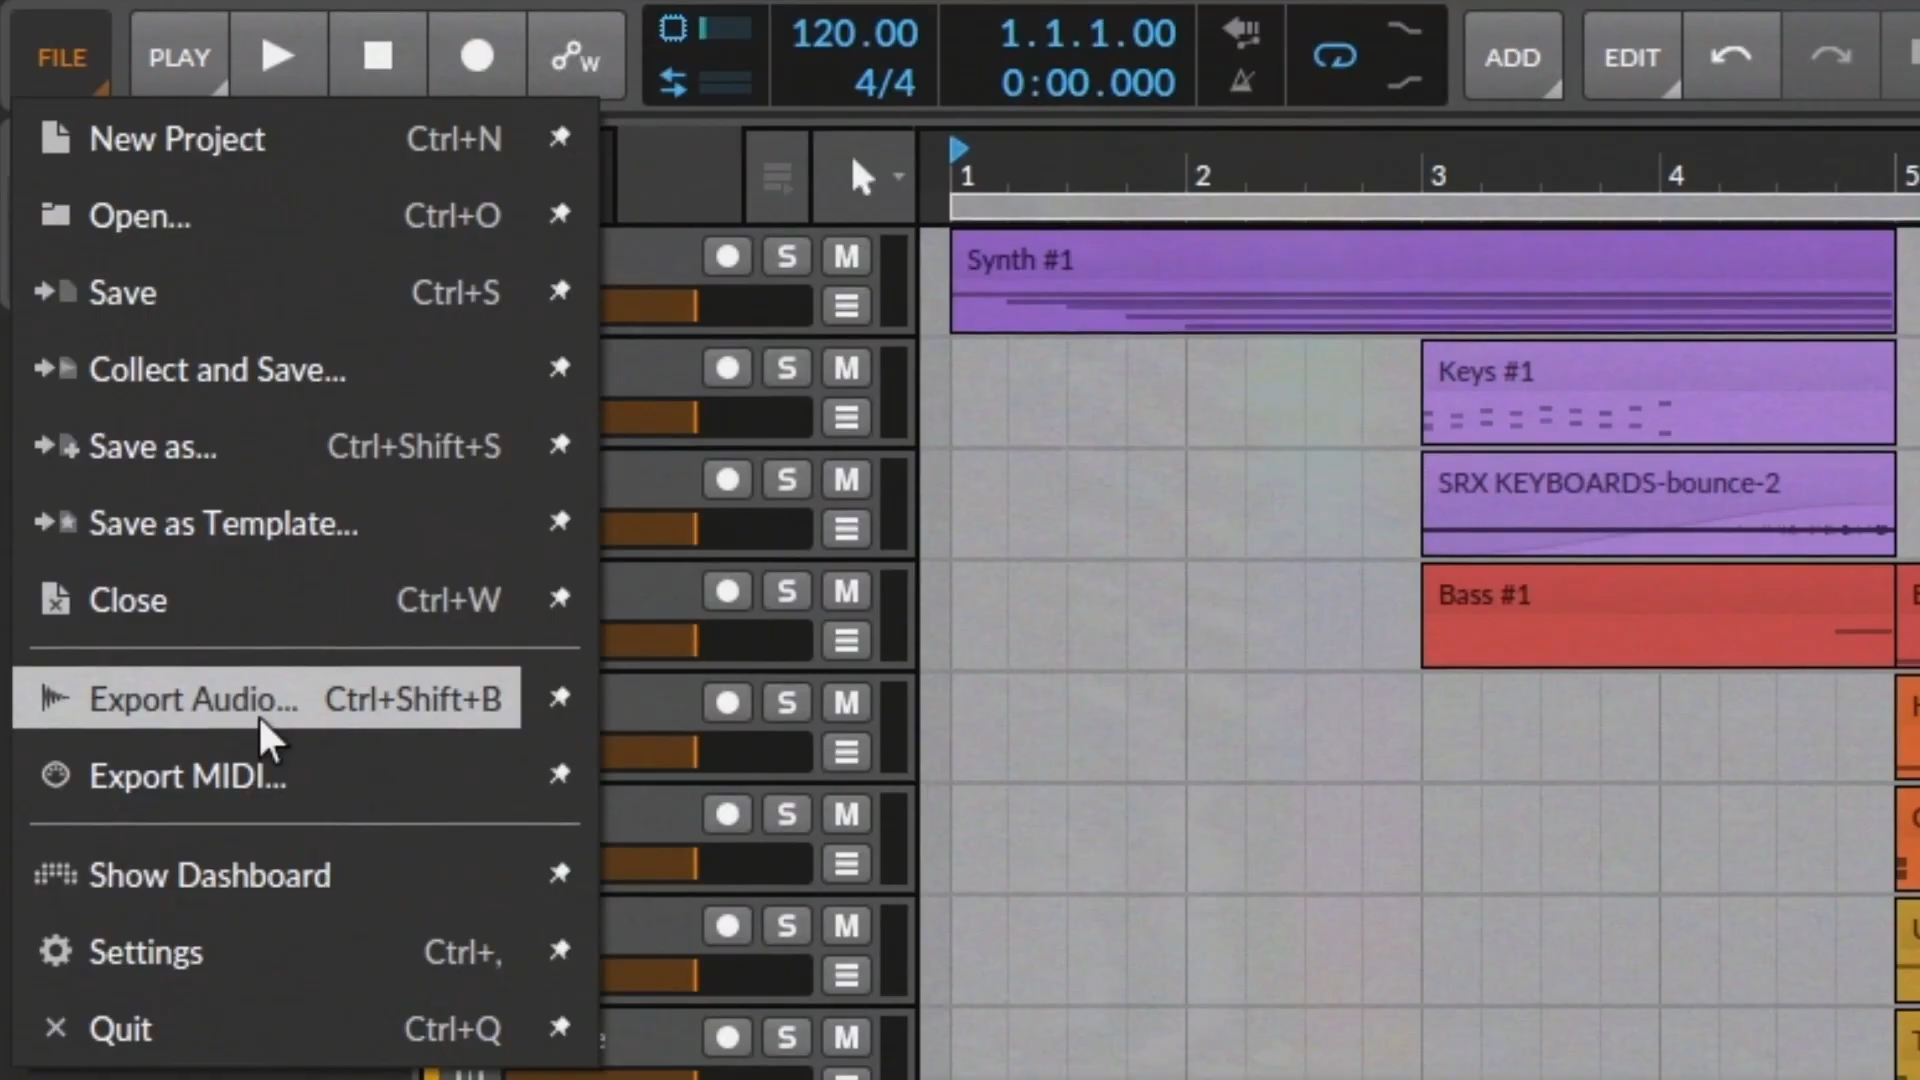 FILE PLAY W 120.00 4/4 1.1.1.00 0:00.000 ADD EDIT
New Project Ctrl+N
Open... Ctrl+O
Save Ctrl+S
Collect and Save...
Save as... Ctrl+Shift+S
Save as Template...
Close Ctrl+W
Export Audio... Ctrl+Shift+B
Export MIDI...
Show Dashboard
Settings Ctrl+,
Quit Ctrl+Q
1 2 3 4 5
S M
S M
S M
S M
S M
S M
S M
S M
Synth #1
Keys #1
SRX KEYBOARDS-bounce-2
Bass #1